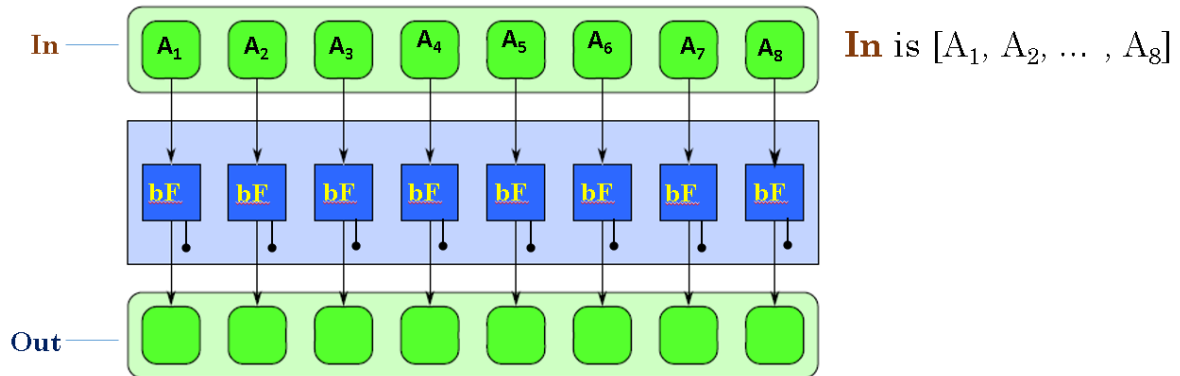 In
A₁ A₂ A₃ A₄ A₅ A₆ A₇ A₈
In is [A₁, A₂, ... , A₈]
bF bF bF bF bF bF bF bF
Out